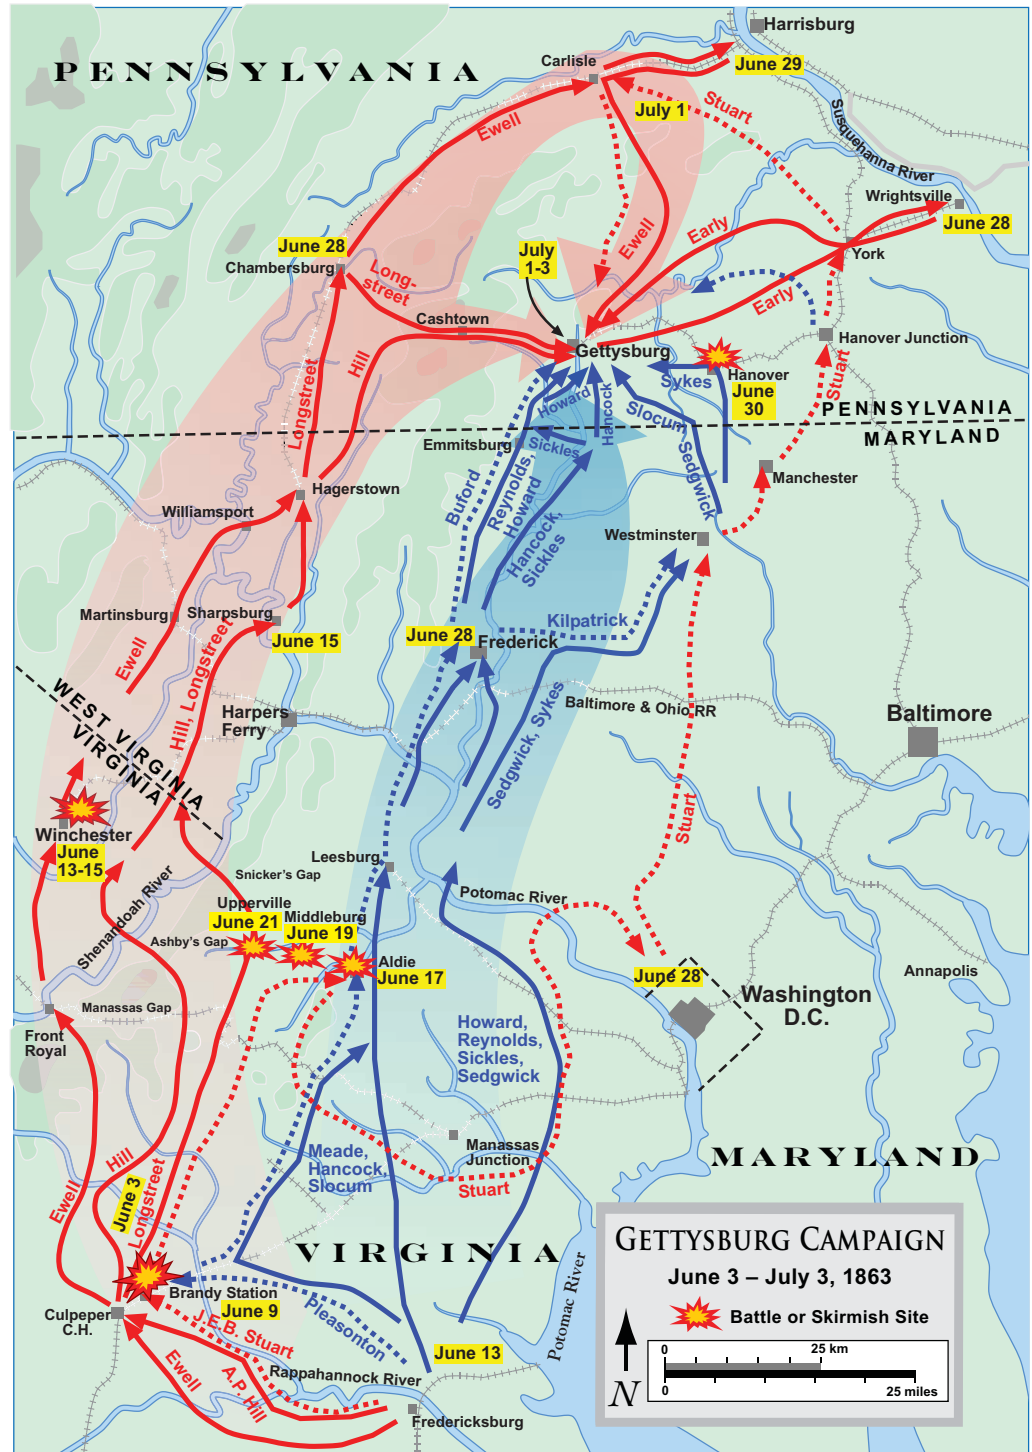 PENNSYLVANIA
Harrisburg
Carlisle
June 29
Ewell
July 1
Stuart
Susquehanna River
Wrightsville
June 28
York
Early
Ewell
June 28
Chambersburg
Long-
street
July
1-3
Cashtown
Early
Hanover Junction
Gettysburg
Hill
Longstreet
Sykes
Hanover
June
30
Stuart
Howard
Hancock
Slocum
PENNSYLVANIA
MARYLAND
Emmitsburg
Sickles
Sedgwick
Manchester
Buford
Reynolds,
Howard
Hancock,
Sickles
Hagerstown
Williamsport
Westminster
Martinsburg
Sharpsburg
June 15
Kilpatrick
June 28
Frederick
Ewell
Hill, Longstreet
WEST VIRGINIA
VIRGINIA
Harpers
Ferry
Baltimore & Ohio RR
Baltimore
Sedgwick, Sykes
Stuart
Winchester
June
13-15
Leesburg
Snicker's Gap
Potomac River
Shenandoah River
Upperville
June 21
Middleburg
June 19
Ashby's Gap
Aldie
June 17
June 28
Annapolis
Washington
D.C.
Manassas Gap
Front
Royal
Howard,
Reynolds,
Sickles,
Sedgwick
Manassas
Junction
Meade,
Hancock,
Slocum
Stuart
MARYLAND
Hill
Ewell
June 3
Longstreet
VIRGINIA
Potomac River
Brandy Station
June 9
Culpeper
C.H.
J.E.B. Stuart
Pleasonton
June 13
Ewell
A.P. Hill
Rappahannock River
Fredericksburg
GETTYSBURG CAMPAIGN
June 3 – July 3, 1863
Battle or Skirmish Site
N
0 25 km
0 25 miles